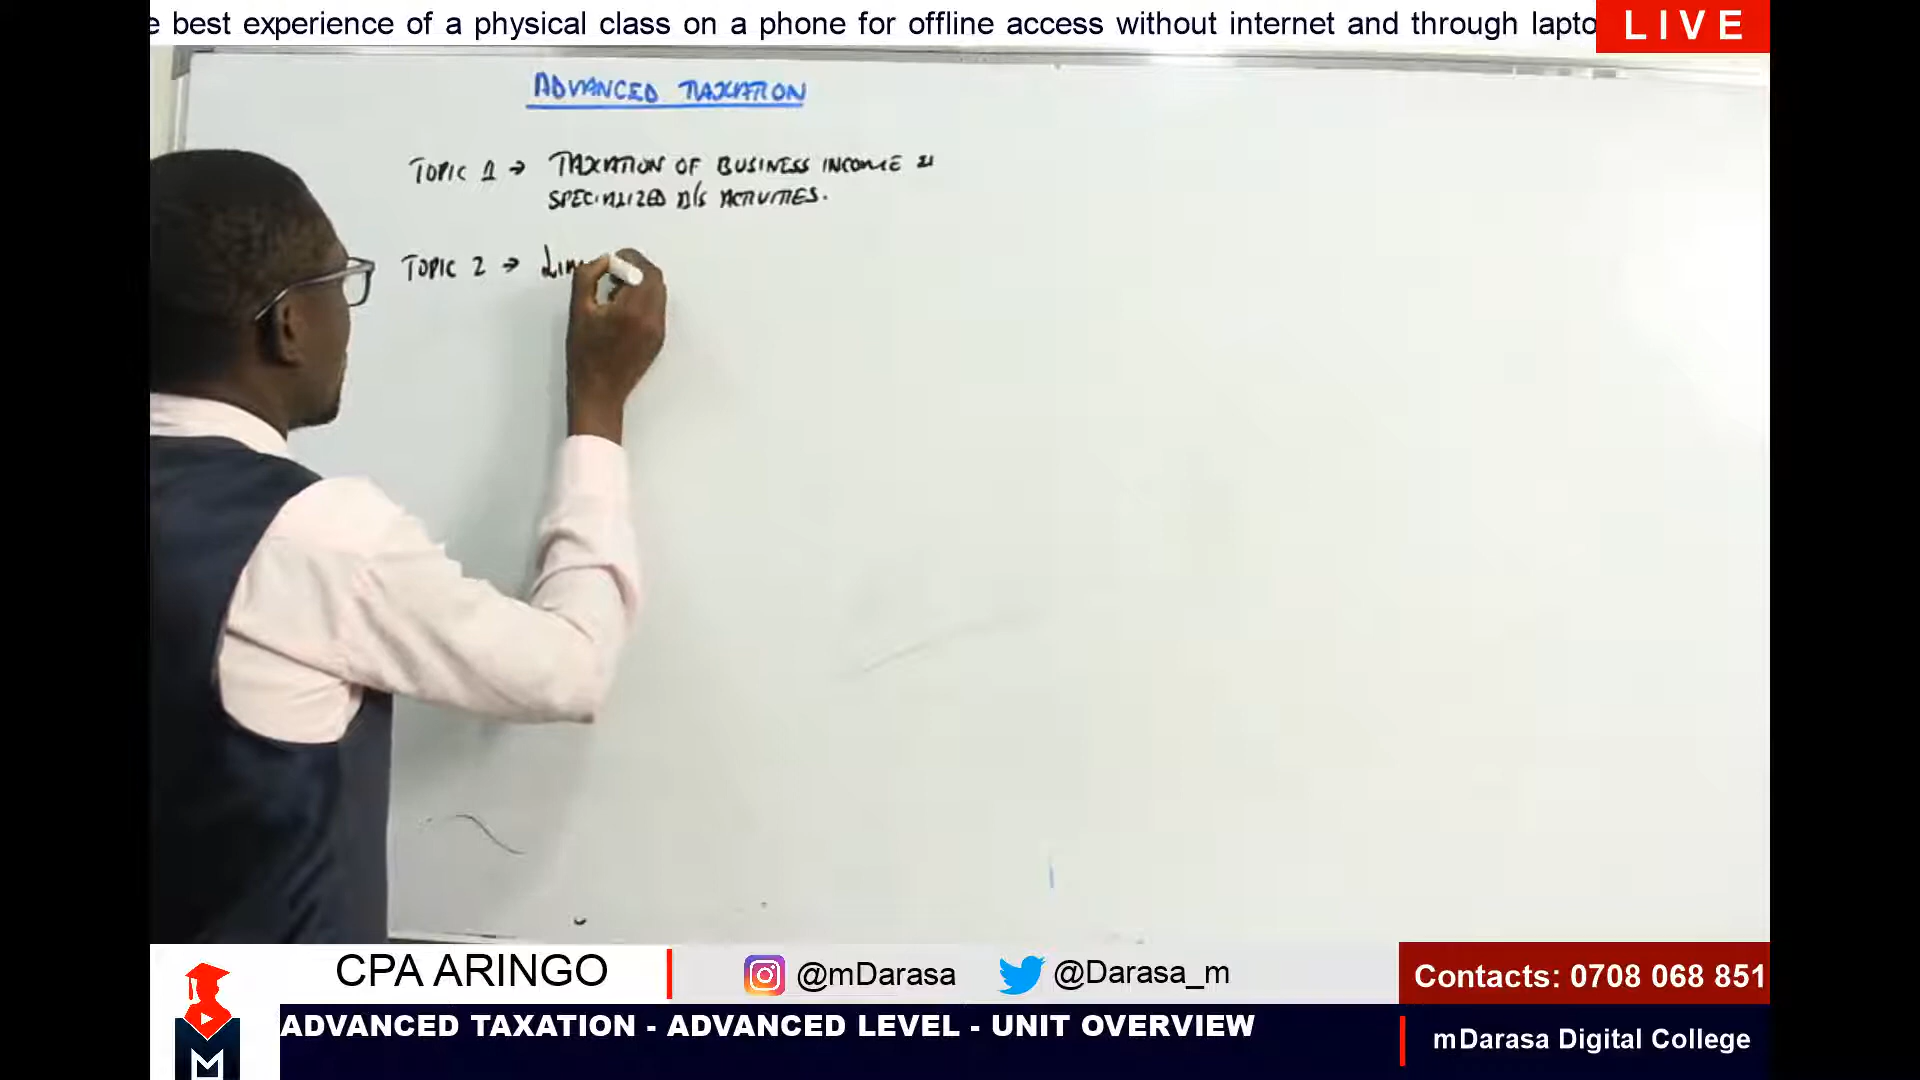 e best experience of a physical class on a phone for offline access without internet and through lapto
LIVE
ADVANCED TAXATION
TOPIC 1 → TAXATION OF BUSINESS INCOME &
SPECIALIZED B/S ACTIVITIES.
TOPIC 2 →
CPA ARINGO
@mDarasa
@Darasa_m
Contacts: 0708 068 851
M
ADVANCED TAXATION - ADVANCED LEVEL - UNIT OVERVIEW
mDarasa Digital College